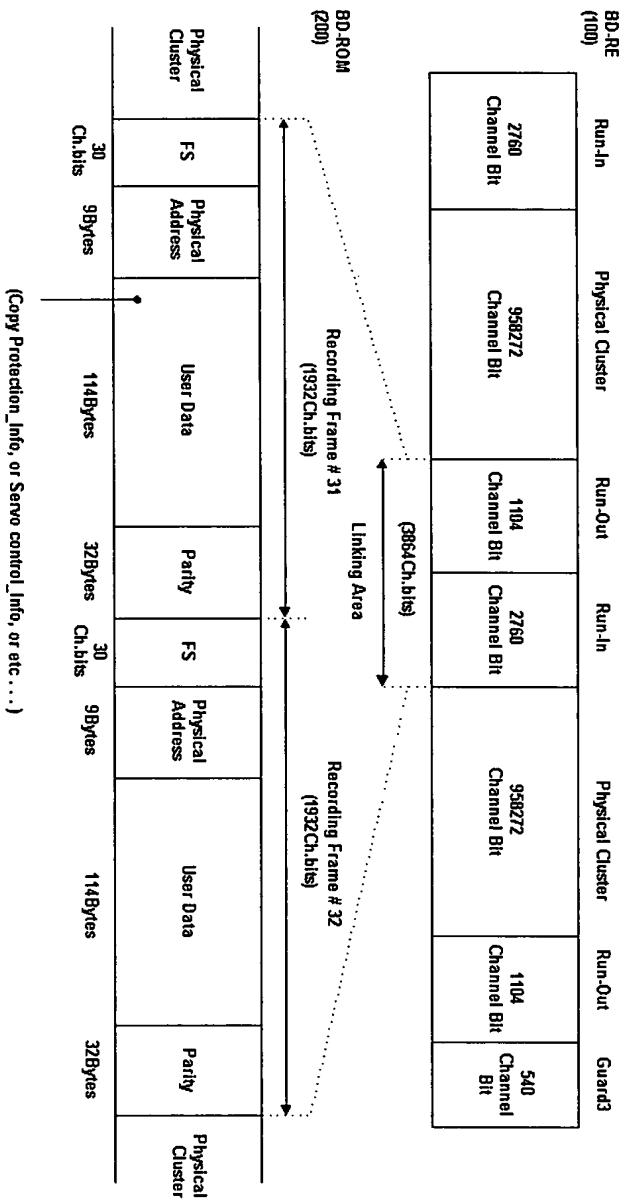 BD-RE
(100)
Run-In
Physical Cluster
Run-Out
Run-In
Physical Cluster
Run-Out
Guard3
2760
Channel Bit
958272
Channel Bit
1104
Channel Bit
2760
Channel Bit
958272
Channel Bit
1104
Channel Bit
540
Channel
Bit
(3864Ch.bits)
Linking Area
BD-ROM
(200)
Recording Frame # 31
(1932Ch.bits)
Recording Frame # 32
(1932Ch.bits)
Physical
Cluster
FS
Physical
Address
User Data
Parity
FS
Physical
Address
User Data
Parity
Physical
Cluster
30
Ch.bits
9Bytes
114Bytes
32Bytes
30
Ch.bits
9Bytes
114Bytes
32Bytes
(Copy Protection_Info, or Servo control_Info, or etc . . . )